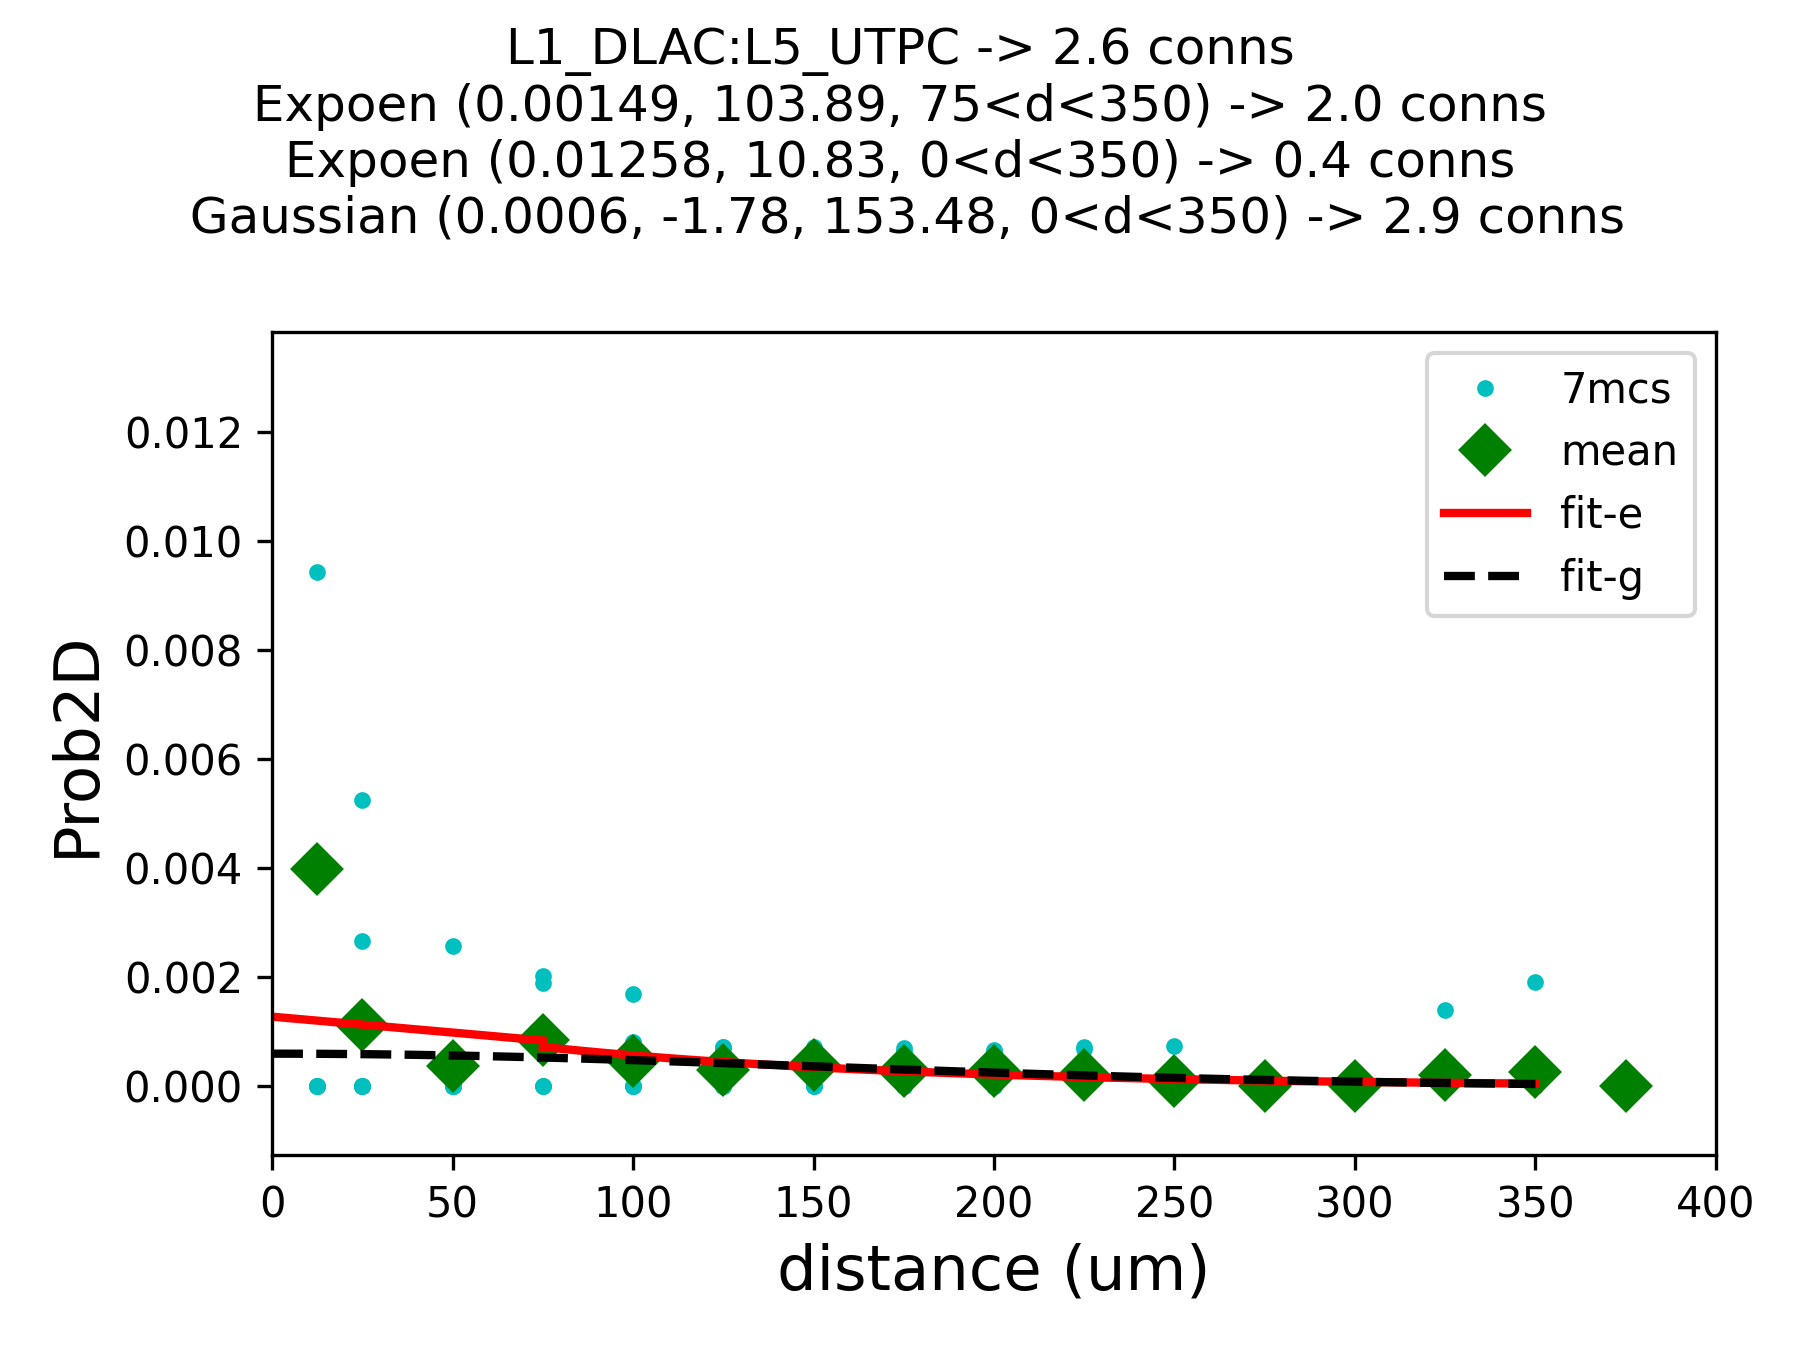 L1_DLAC:L5_UTPC -> 2.6 conns
Expoen (0.00149, 103.89, 75<d<350) -> 2.0 conns
Expoen (0.01258, 10.83, 0<d<350) -> 0.4 conns
Gaussian (0.0006, -1.78, 153.48, 0<d<350) -> 2.9 conns
7mcs
mean
fit-e
fit-g
Prob2D
0.012
0.010
0.008
0.006
0.004
0.002
0.000
0 50 100 150 200 250 300 350 400
distance (um)